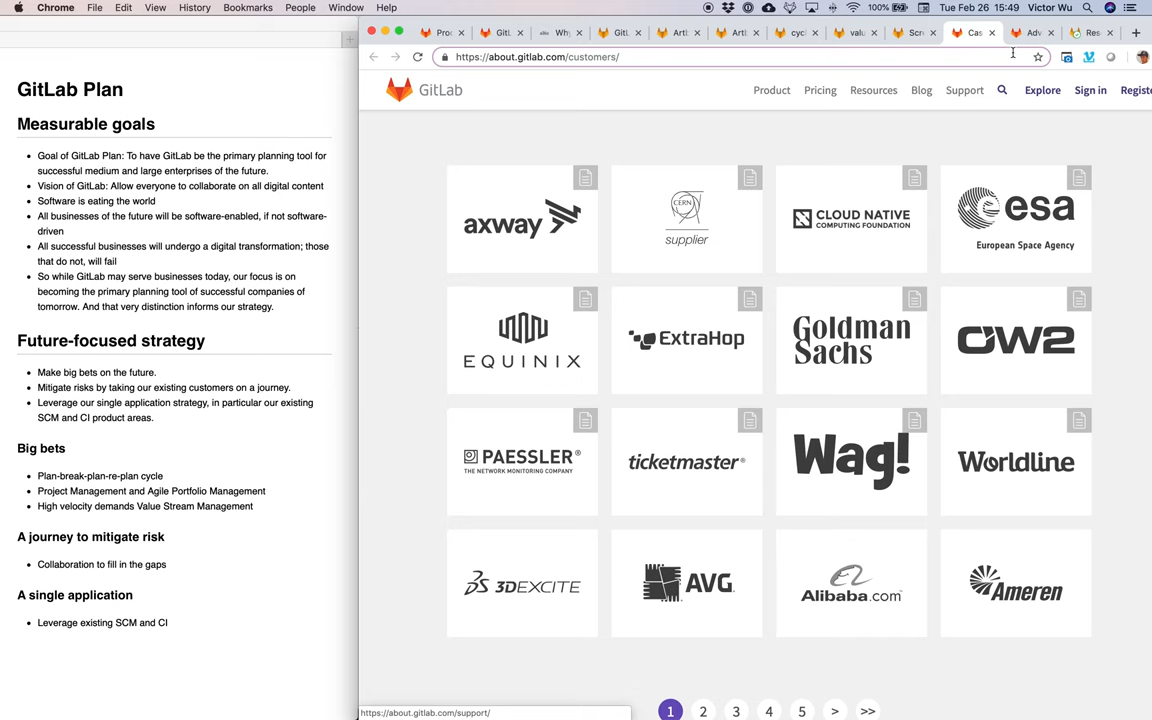 Chrome File Edit View History Bookmarks People Window Help
100% Tue Feb 26 15:49 Victor Wu
GitLab Plan
Measurable goals
Goal of GitLab Plan: To have GitLab be the primary planning tool for
successful medium and large enterprises of the future.
Vision of GitLab: Allow everyone to collaborate on all digital content
Software is eating the world
All businesses of the future will be software-enabled, if not software-
driven
All successful businesses will undergo a digital transformation; those
that do not, will fail
So while GitLab may serve businesses today, our focus is on
becoming the primary planning tool of successful companies of
tomorrow. And that very distinction informs our strategy.
Future-focused strategy
Make big bets on the future.
Mitigate risks by taking our existing customers on a journey.
Leverage our single application strategy, in particular our existing
SCM and CI product areas.
Big bets
Plan-break-plan-re-plan cycle
Project Management and Agile Portfolio Management
High velocity demands Value Stream Management
A journey to mitigate risk
Collaboration to fill in the gaps
A single application
Leverage existing SCM and CI
https://about.gitlab.com/customers/
GitLab
Product Pricing Resources Blog Support Explore Sign in Registe
axway
CERN
supplier
CLOUD NATIVE
COMPUTING FOUNDATION
esa
European Space Agency
EQUINIX
ExtraHop
Goldman
Sachs
OW2
PAESSLER
THE NETWORK MONITORING COMPANY
ticketmaster®
Wag!
Worldline
3DEXCITE
AVG
Alibaba.com
Ameren
1 2 3 4 5 > >>
https://about.gitlab.com/support/